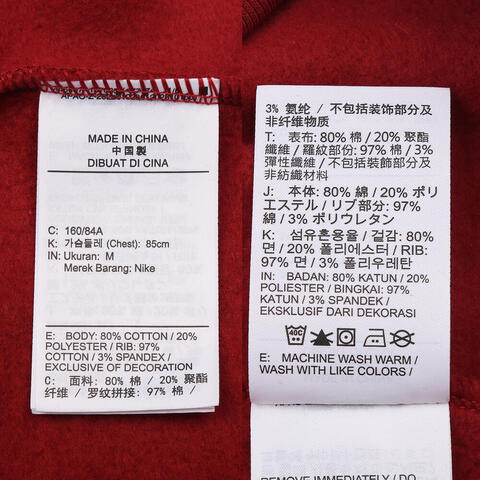 MADE IN CHINA
中国製
DIBUAT DI CINA
C: 160/84A
K: 가슴둘레 (Chest): 85cm
IN: Ukuran: M
Merek Barang: Nike
E: BODY: 80% COTTON / 20%
POLYESTER / RIB: 97%
COTTON / 3% SPANDEX /
EXCLUSIVE OF DECORATION
C: 面料: 80% 棉 / 20% 聚酯
纤维 / 罗纹拼接: 97% 棉 /
3% 氨纶 / 不包括装饰部分及
非纤维物质
T: 表布: 80% 棉 / 20% 聚酯
纖維 / 羅紋部份: 97% 棉 / 3%
彈性纖維 / 不包括裝飾部分及
非紡織材料
J: 本体: 80% 綿 / 20% ポリ
エステル / リブ部分: 97%
綿 / 3% ポリウレタン
K: 섬유혼용율 / 겉감: 80%
면 / 20% 폴리에스터 / RIB:
97% 면 / 3% 폴리우레탄
IN: BADAN: 80% KATUN / 20%
POLIESTER / BINGKAI: 97%
KATUN / 3% SPANDEK /
EKSKLUSIF DARI DEKORASI
40C
E: MACHINE WASH WARM /
WASH WITH LIKE COLORS /
REMOVE IMMEDIATELY / DO